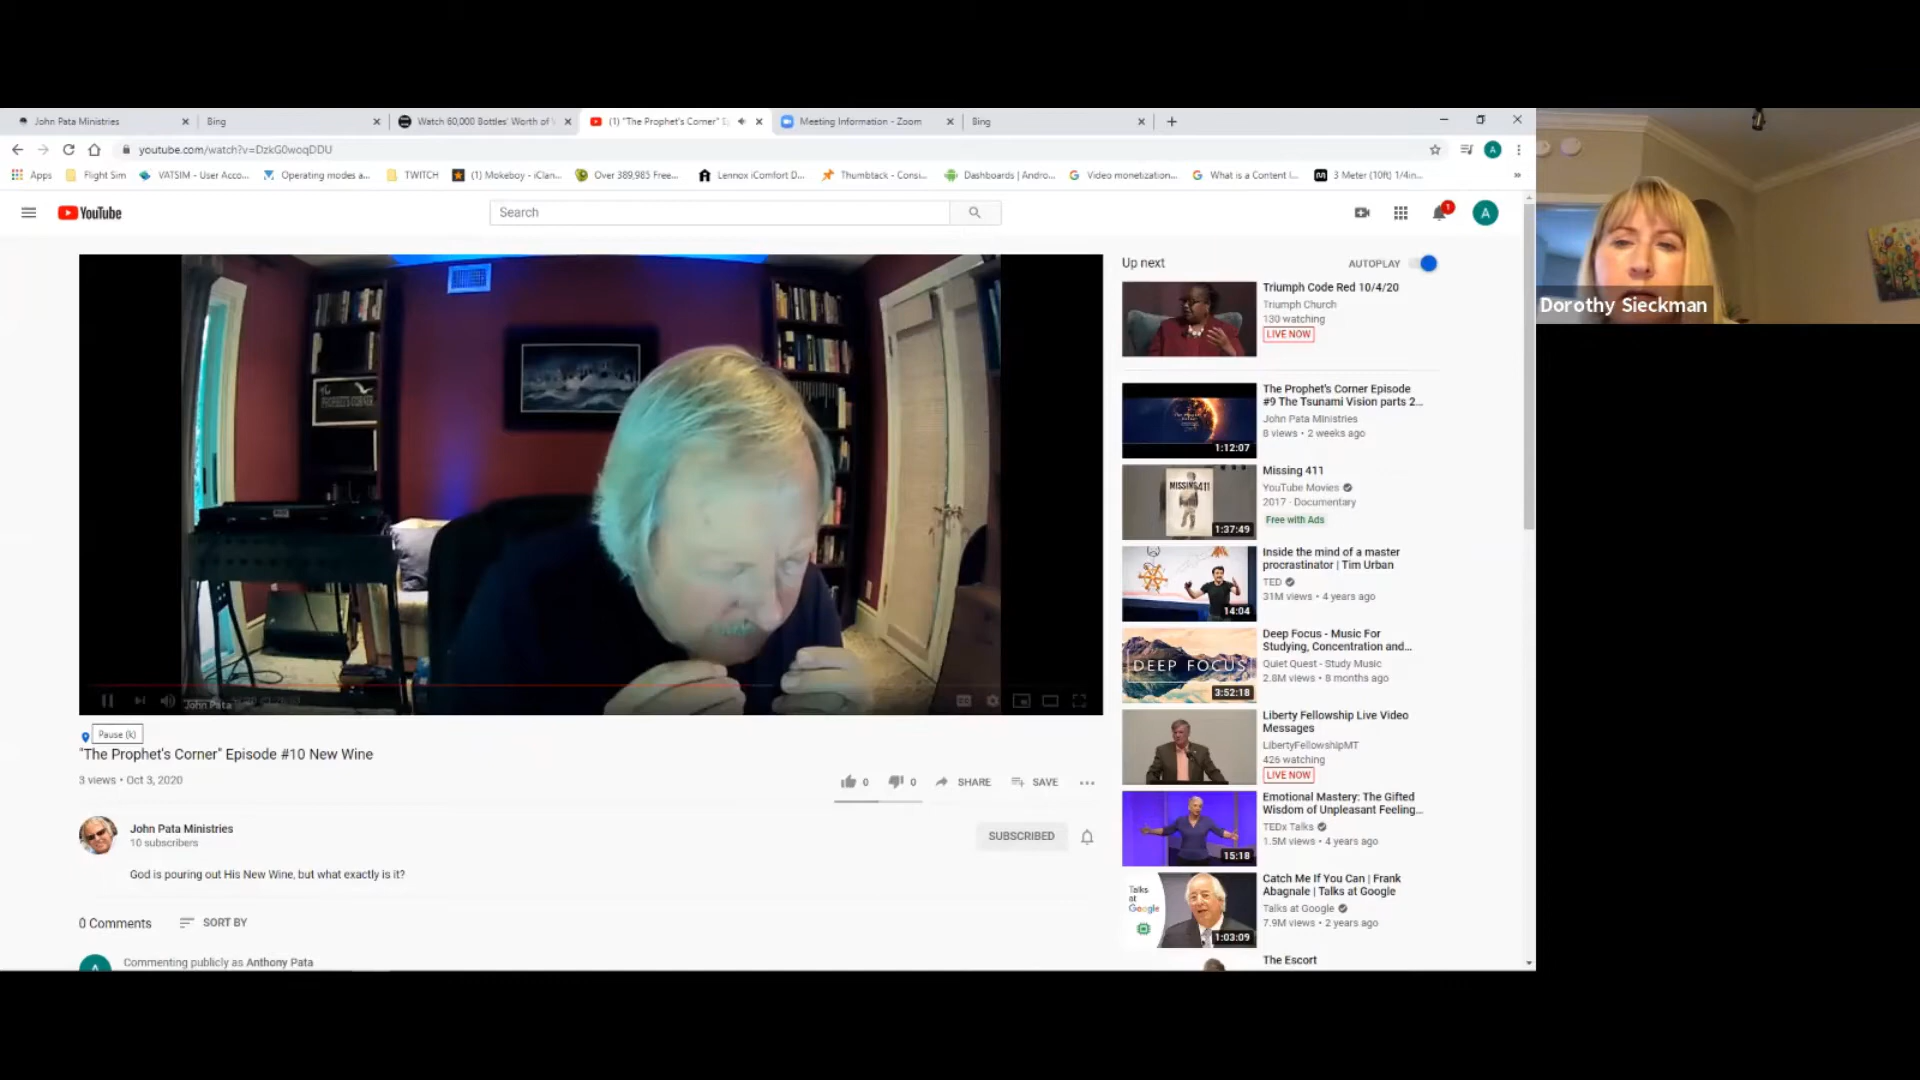 John Pata Ministries
Bing
Watch 60,000 Bottles' Worth of
(1) "The Prophet's Corner" E
Meeting Information - Zoom
Bing
youtube.com/watch?v=DzkG0woqDDU
A
Apps
Flight Sim
VATSIM - User Acco...
Operating modes a...
TWITCH
(1) Mokeboy - iClan...
Over 389,985 Free...
Lennox iComfort D...
Thumbtack - Consi...
Dashboards | Andro...
Video monetization...
What is a Content I...
3 Meter (10ft) 1/4in...
YouTube
Search
1
A
Dorothy Sieckman
John Pata
Pause (k)
"The Prophet's Corner" Episode #10 New Wine
3 views • Oct 3, 2020
0
0
SHARE
SAVE
John Pata Ministries
10 subscribers
SUBSCRIBED
God is pouring out His New Wine, but what exactly is it?
0 Comments
SORT BY
A
Commenting publicly as Anthony Pata
Up next
AUTOPLAY
Triumph Code Red 10/4/20
Triumph Church
130 watching
LIVE NOW
The Prophet's Corner Episode
#9 The Tsunami Vision parts 2...
John Pata Ministries
8 views • 2 weeks ago
1:12:07
Missing 411
YouTube Movies
2017 · Documentary
Free with Ads
MISSING 411
1:37:49
Inside the mind of a master
procrastinator | Tim Urban
TED
31M views • 4 years ago
14:04
Deep Focus - Music For
Studying, Concentration and...
Quiet Quest - Study Music
2.8M views • 8 months ago
DEEP FOCUS
3:52:18
Liberty Fellowship Live Video
Messages
LibertyFellowshipMT
426 watching
LIVE NOW
Emotional Mastery: The Gifted
Wisdom of Unpleasant Feeling...
TEDx Talks
1.5M views • 4 years ago
15:18
Catch Me If You Can | Frank
Abagnale | Talks at Google
Talks at Google
7.9M views • 2 years ago
Talks
at
Google
1:03:09
The Escort